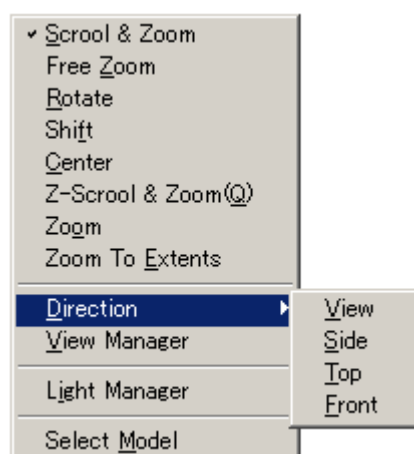 Scrool & Zoom
Free Zoom
Rotate
Shift
Center
Z-Scrool & Zoom(Q)
Zoom
Zoom To Extents
Direction
View Manager
Light Manager
Select Model
View
Side
Top
Front